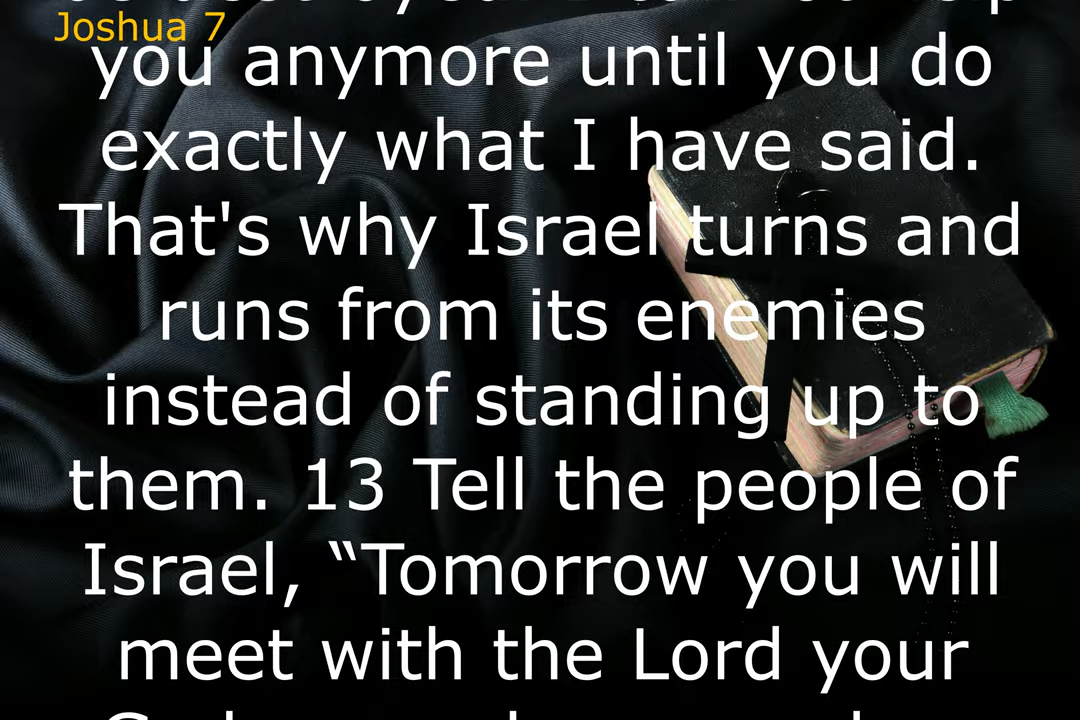 Joshua 7
you anymore until you do
exactly what I have said.
That's why Israel turns and
runs from its enemies
instead of standing up to
them. 13 Tell the people of
Israel, “Tomorrow you will
meet with the Lord your